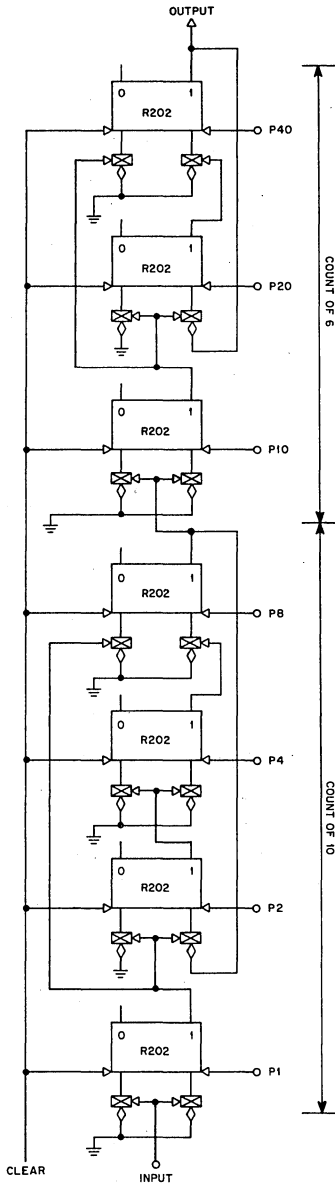 OUTPUT
0 1
R202
P40
0 1
R202
P20
COUNT OF 6
0 1
R202
P10
0 1
R202
P8
0 1
R202
P4
COUNT OF 10
0 1
R202
P2
0 1
R202
P1
CLEAR
INPUT